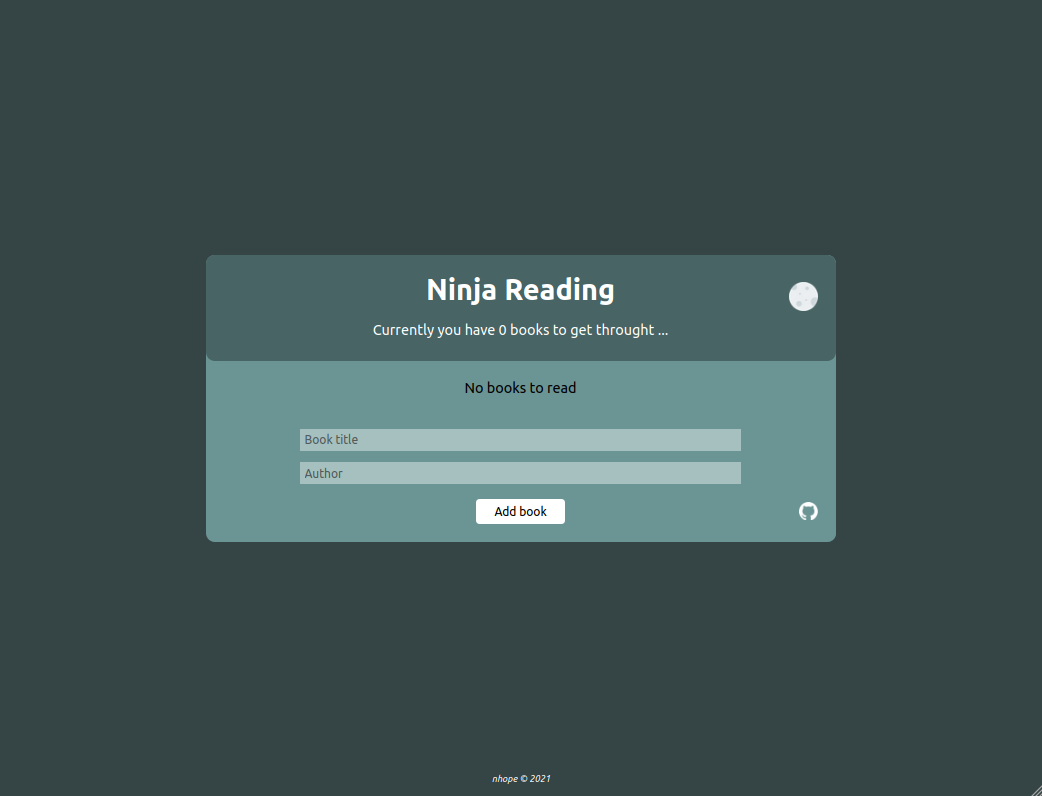 Ninja Reading
Currently you have 0 books to get throught ...
No books to read
Book title
Author
Add book
nhope © 2021